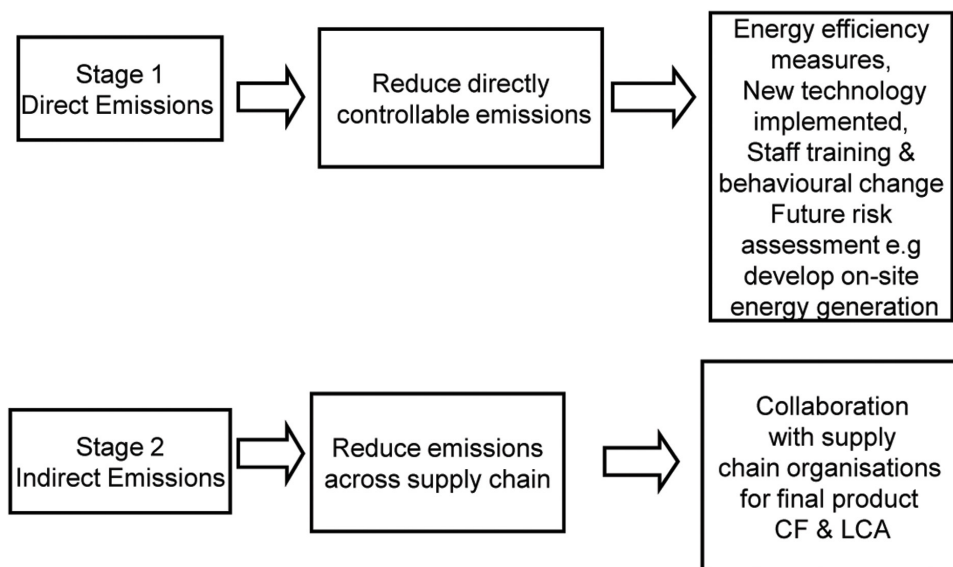 Stage 1
Direct Emissions
Reduce directly
controllable emissions
Energy efficiency
measures,
New technology
implemented,
Staff training &
behavioural change
Future risk
assessment e.g
develop on-site
energy generation
Stage 2
Indirect Emissions
Reduce emissions
across supply chain
Collaboration
with supply
chain organisations
for final product
CF & LCA